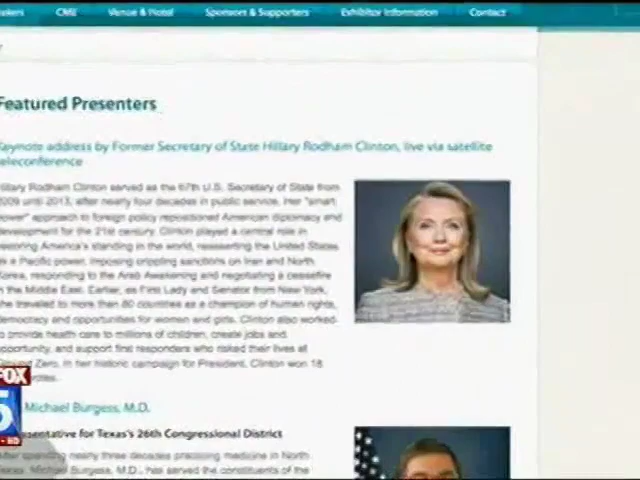 CME Venue & Hotel Sponsors & Supporters Exhibitor Information Contact
Featured Presenters
Keynote address by Former Secretary of State Hillary Rodham Clinton, live via satellite
teleconference
Hillary Rodham Clinton served as the 67th U.S. Secretary of State from
2009 until 2013, after nearly four decades in public service. Her "smart
power" approach to foreign policy repositioned American diplomacy and
development for the 21st century. Clinton played a central role in
restoring America's standing in the world, reasserting the United States
as a Pacific power, imposing crippling sanctions on Iran and North
Korea, responding to the Arab Awakening and negotiating a ceasefire
in the Middle East. Earlier, as First Lady and Senator from New York,
she traveled to more than 80 countries as a champion of human rights,
democracy and opportunities for women and girls. Clinton also worked
to provide health care to millions of children, create jobs and
opportunity, and support first responders who risked their lives at
Ground Zero. In her historic campaign for President, Clinton won 18
votes.
FOX
5
HD
Michael Burgess, M.D.
Representative for Texas's 26th Congressional District
After spending nearly three decades practicing medicine in North
Texas, Michael Burgess, M.D., has served the constituents of the